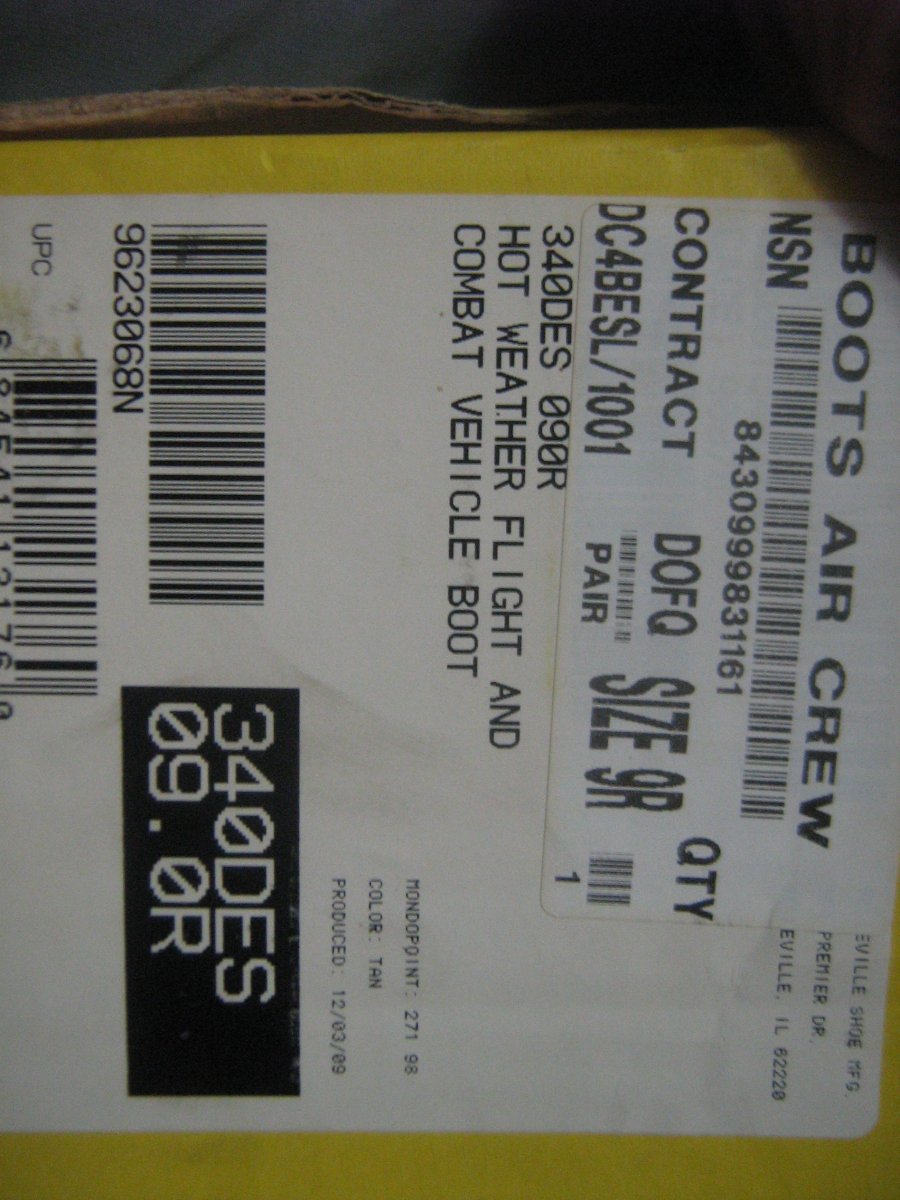 BOOTS AIR CREW
NSN
8430999831161
CONTRACT DOFQ SIZE 9R QTY
DC4BESL/1001 PAIR 1
EVILLE SHOE MFG.
PREMIER DR.
EVILLE, IL 62220
340DES 090R
HOT WEATHER FLIGHT AND
COMBAT VEHICLE BOOT
MONDOPOINT: 271 98
COLOR: TAN
PRODUCED: 12/03/09
9623068N
340DES
09.0R
UPC